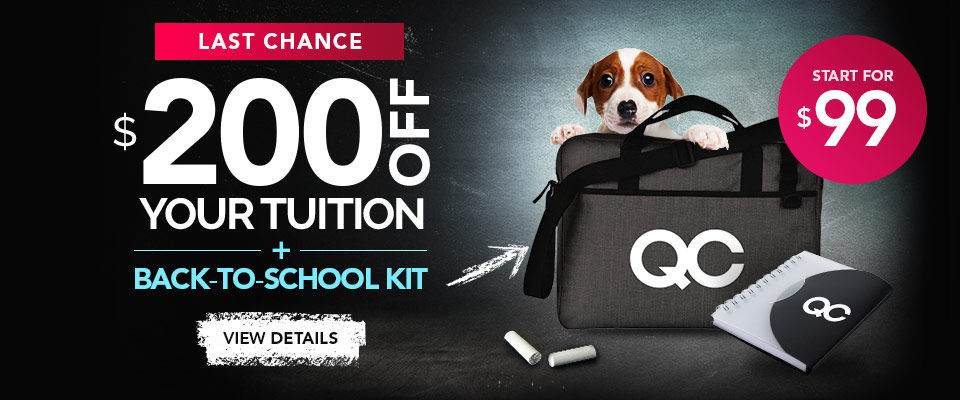 LAST CHANCE
$200 OFF
YOUR TUITION
+
BACK-TO-SCHOOL KIT
VIEW DETAILS
START FOR
$99
QC
QC